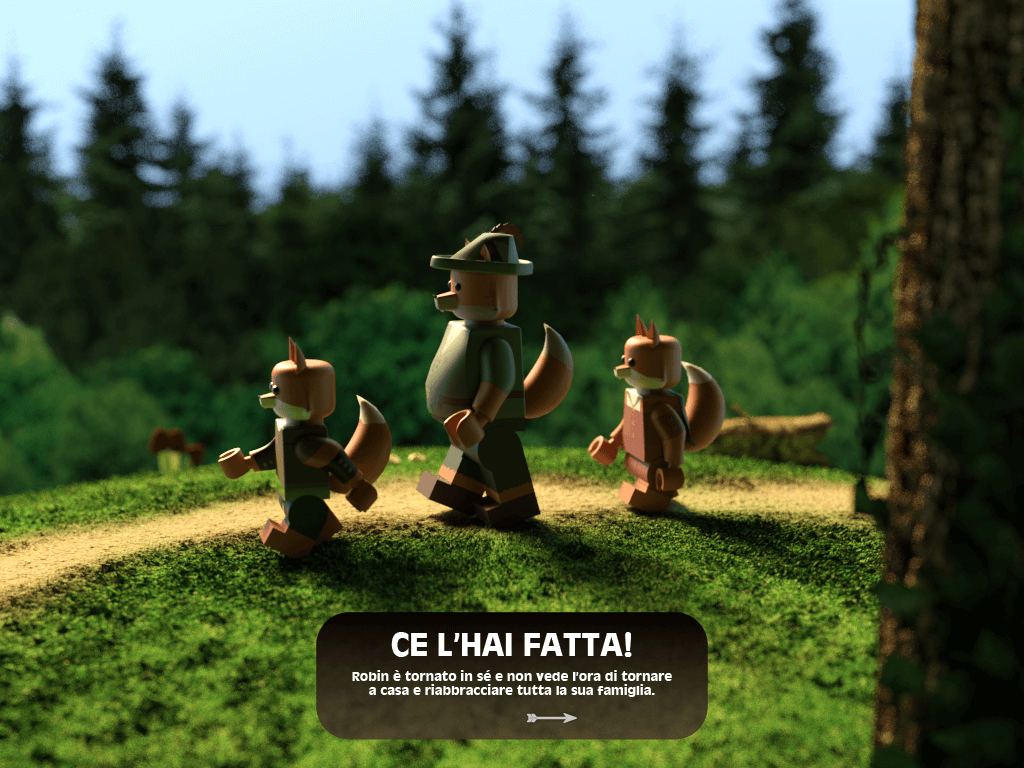 CE L'HAI FATTA!
Robin è tornato in sé e non vede l'ora di tornare
a casa e riabbracciare tutta la sua famiglia.